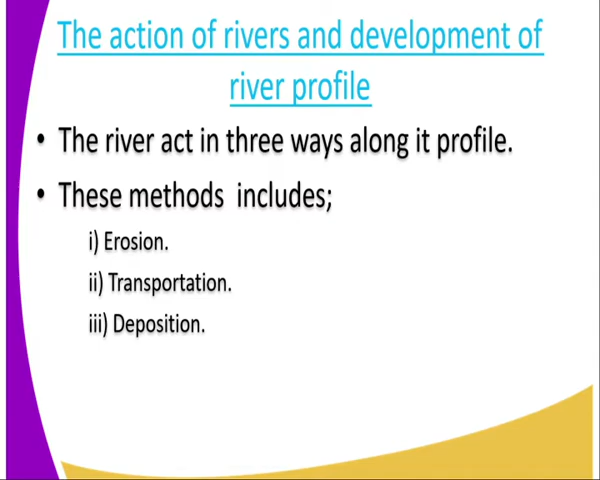 The action of rivers and development of
river profile
• The river act in three ways along it profile.
• These methods includes;
i) Erosion.
ii) Transportation.
iii) Deposition.